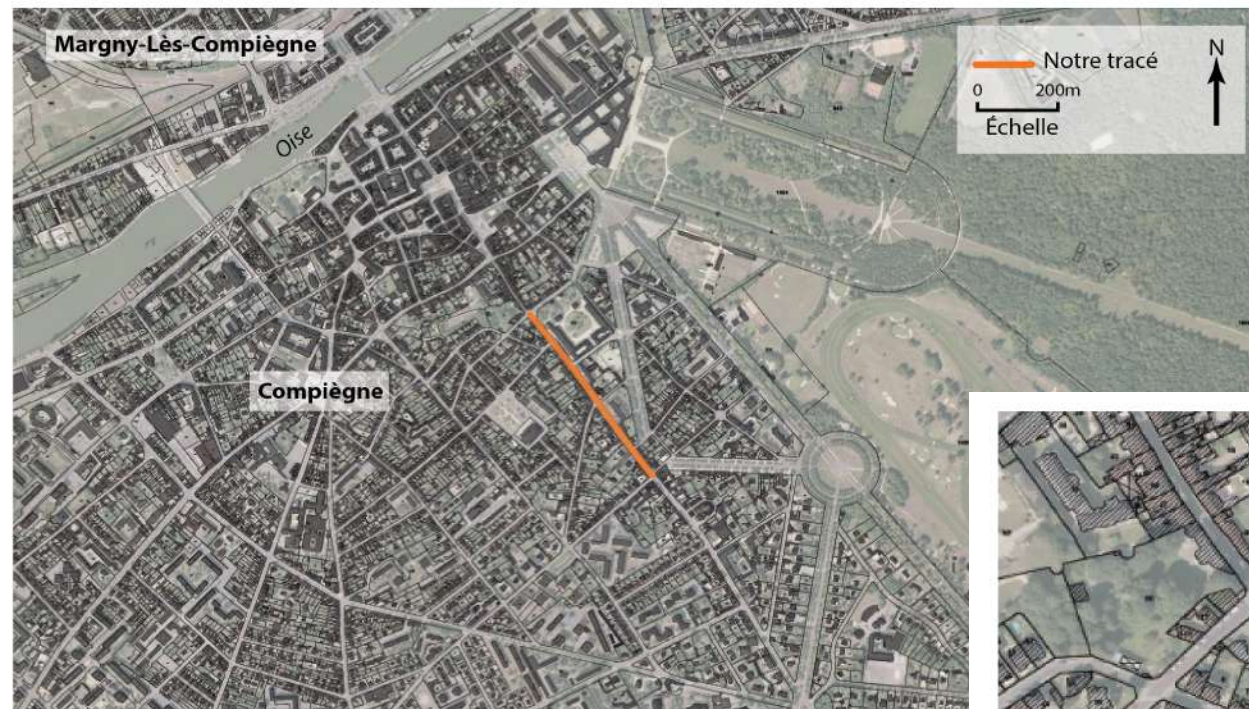 Margny-Lès-Compiègne
Oise
Compiègne
Notre tracé
0 200m
Échelle
N